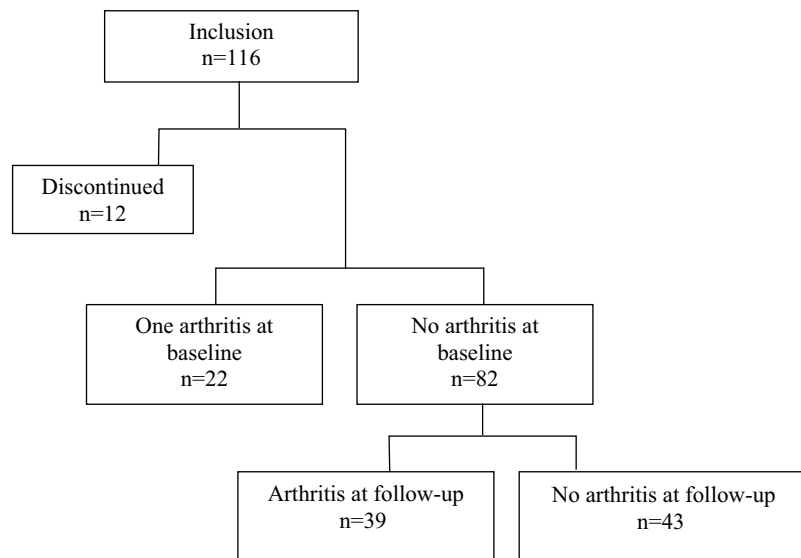 Inclusion
n=116
Discontinued
n=12
One arthritis at
baseline
n=22
No arthritis at
baseline
n=82
Arthritis at follow-up
n=39
No arthritis at follow-up
n=43